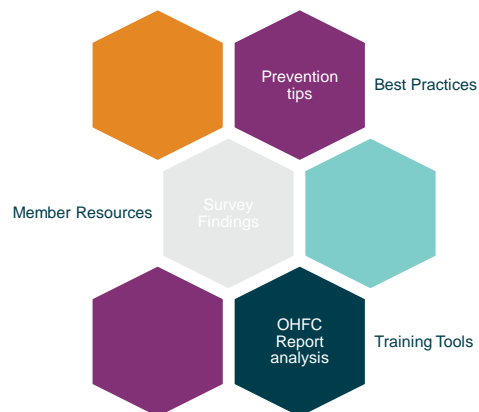 Prevention
tips
Best Practices
Member Resources
Survey
Findings
OHFC
Report
analysis
Training Tools